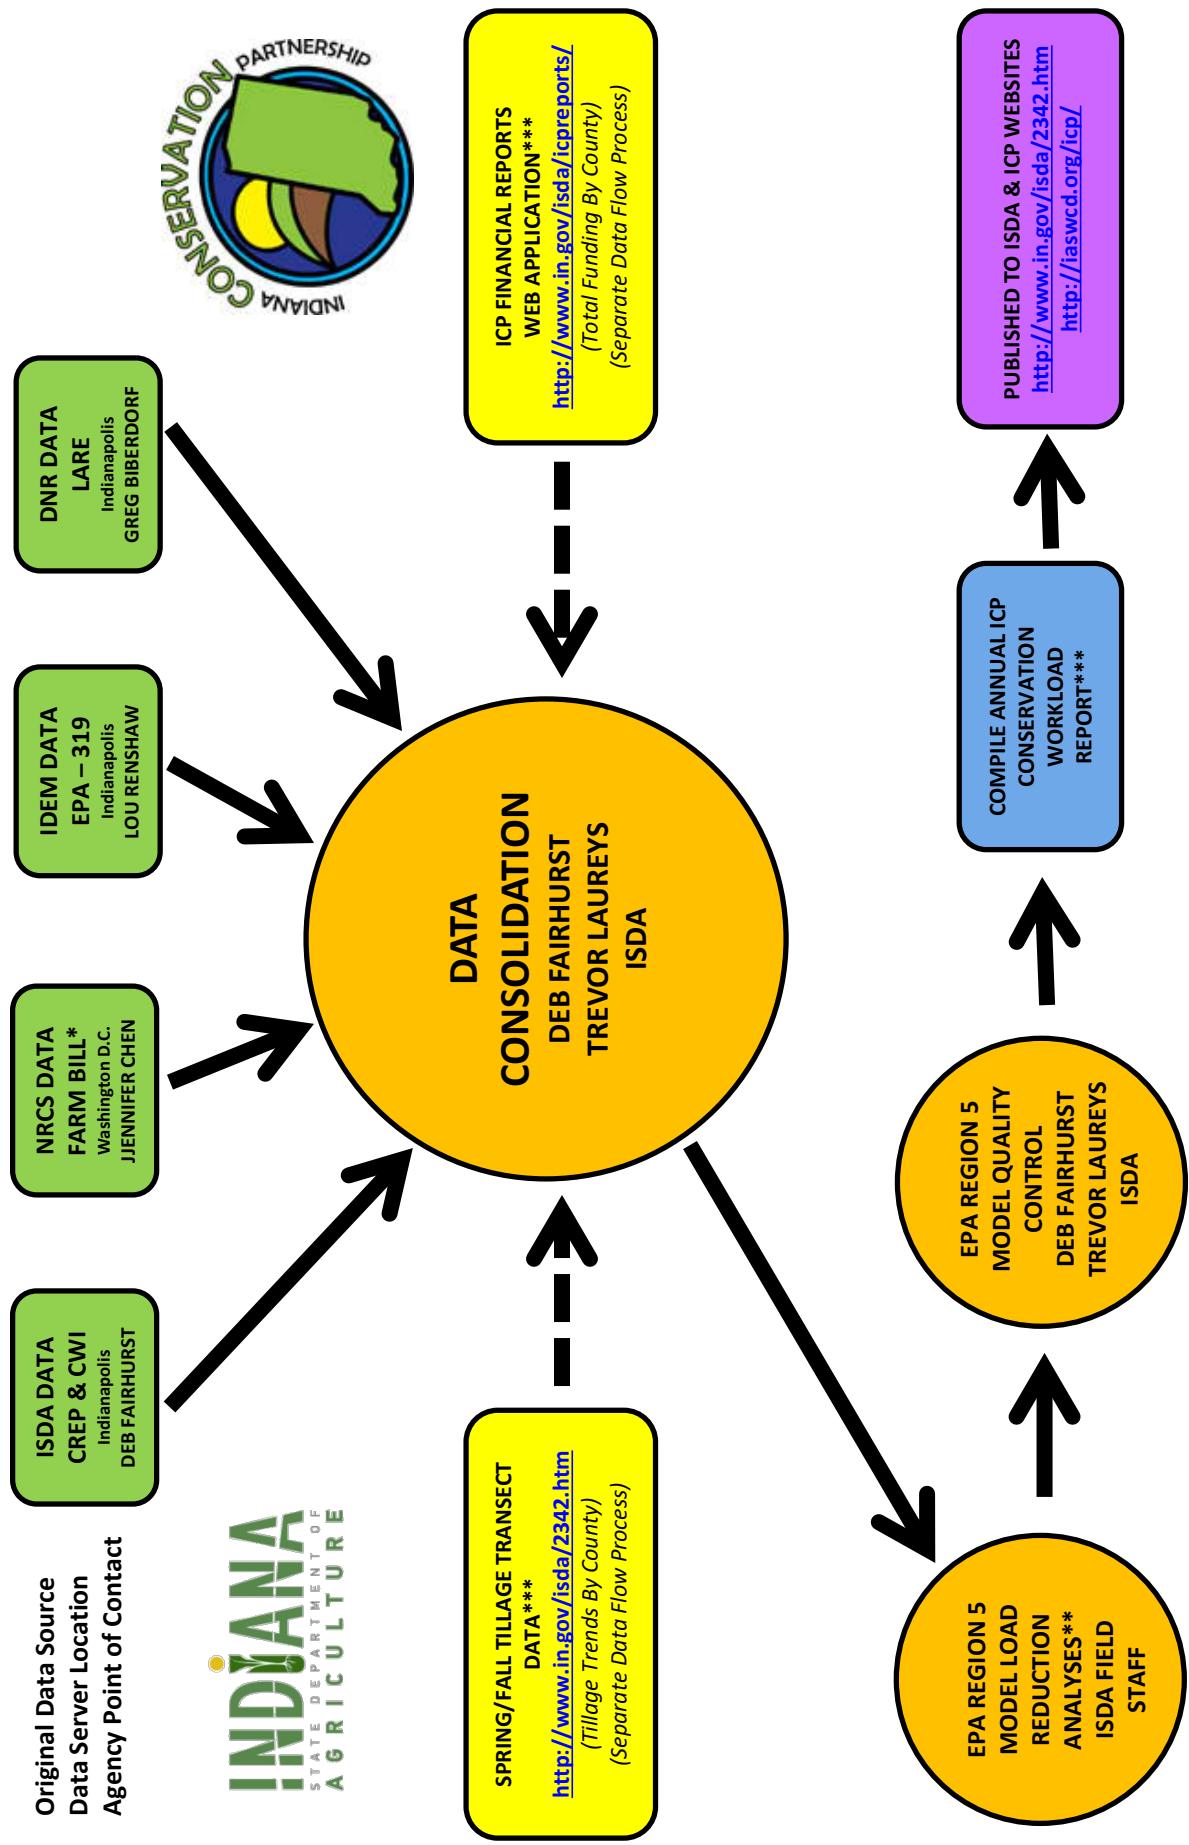 Original Data Source
Data Server Location
Agency Point of Contact
ISDA DATA
CREP & CWI
Indianapolis
DEB FAIRHURST
NRCS DATA
FARM BILL*
Washington D.C.
JJENNIFER CHEN
IDEM DATA
EPA – 319
Indianapolis
LOU RENSHAW
DNR DATA
LARE
Indianapolis
GREG BIBERDORF
INDIANA
STATE DEPARTMENT OF
AGRICULTURE
INDIANA CONSERVATION PARTNERSHIP
SPRING/FALL TILLAGE TRANSECT
DATA***
http://www.in.gov/isda/2342.htm
(Tillage Trends By County)
(Separate Data Flow Process)
DATA
CONSOLIDATION
DEB FAIRHURST
TREVOR LAUREYS
ISDA
ICP FINANCIAL REPORTS
WEB APPLICATION***
http://www.in.gov/isda/icpreports/
(Total Funding By County)
(Separate Data Flow Process)
EPA REGION 5
MODEL LOAD
REDUCTION
ANALYSES**
ISDA FIELD
STAFF
EPA REGION 5
MODEL QUALITY
CONTROL
DEB FAIRHURST
TREVOR LAUREYS
ISDA
COMPILE ANNUAL ICP
CONSERVATION
WORKLOAD
REPORT***
PUBLISHED TO ISDA & ICP WEBSITES
http://www.in.gov/isda/2342.htm
http://iaswcd.org/icp/